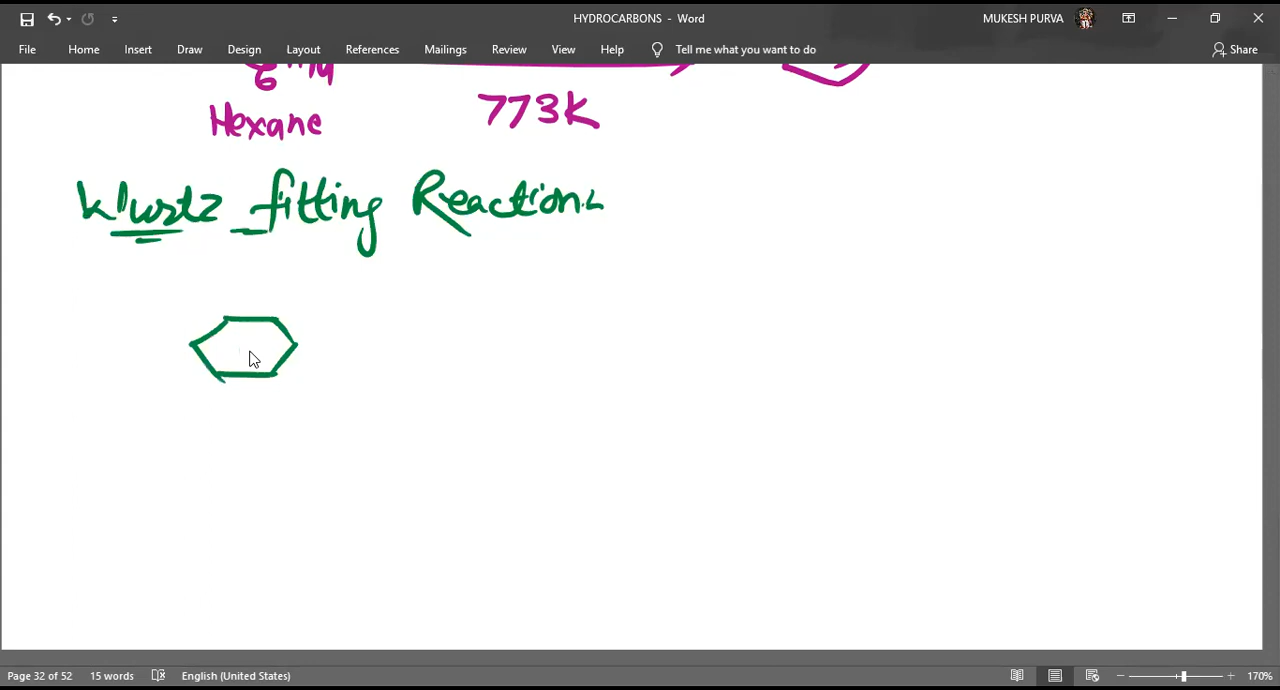 HYDROCARBONS - Word
MUKESH PURVA
File Home Insert Draw Design Layout References Mailings Review View Help Tell me what you want to do Share
Hexane
773K
fitting Reaction
Page 32 of 52 15 words English (United States) 170%